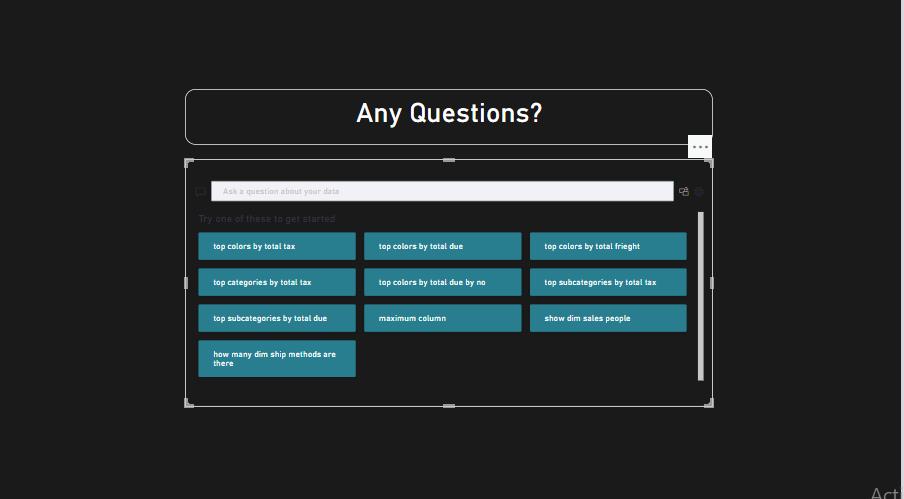 Any Questions?
Ask a question about your data
Try one of these to get started
top colors by total tax
top colors by total due
top colors by total frieght
top categories by total tax
top colors by total due by no
top subcategories by total tax
top subcategories by total due
maximum column
show dim sales people
how many dim ship methods are
there